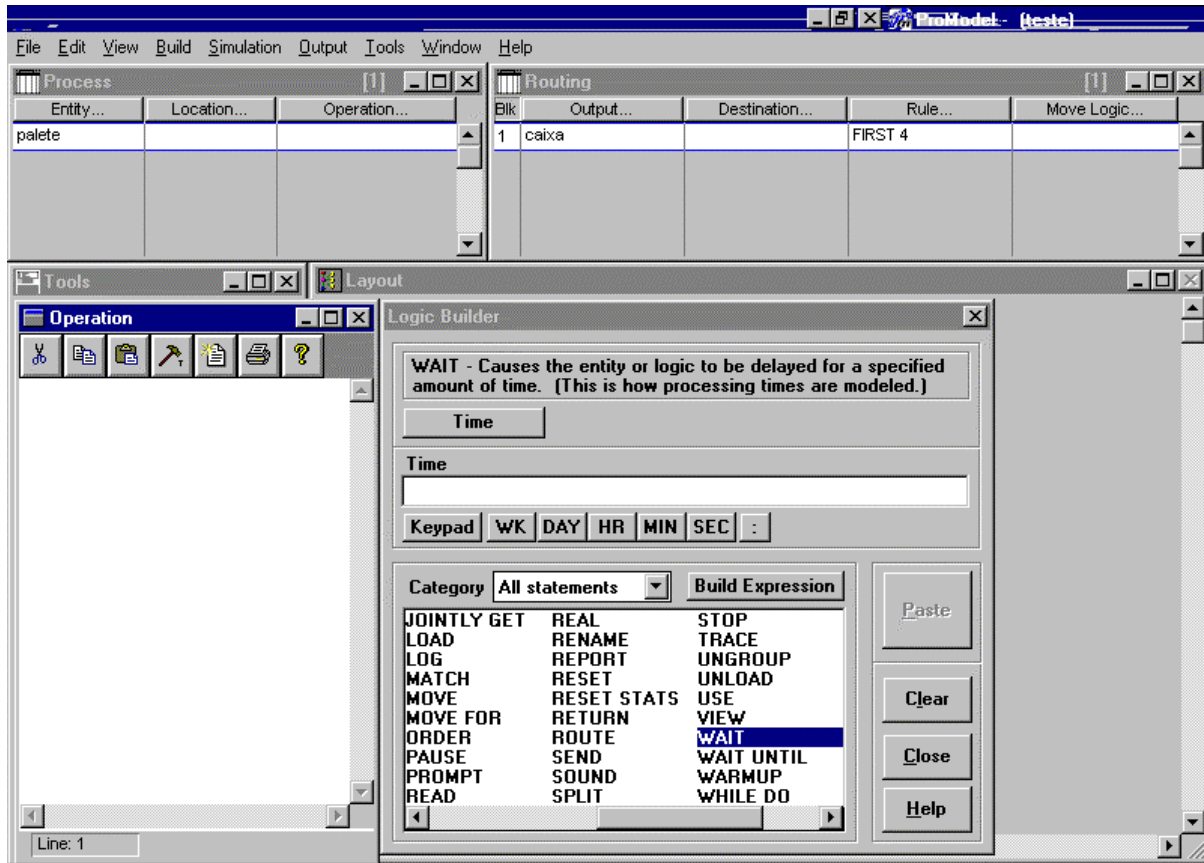 ProModel - (teste)
File Edit View Build Simulation Output Tools Window Help
Process [1]
Entity... Location... Operation...
palete
Routing [1]
Blk Output... Destination... Rule... Move Logic...
1 caixa FIRST 4
Tools
Layout
Operation
Line: 1
Logic Builder
WAIT - Causes the entity or logic to be delayed for a specified
amount of time. (This is how processing times are modeled.)
Time
Time
Keypad WK DAY HR MIN SEC :
Category All statements Build Expression
JOINTLY GET REAL STOP
LOAD RENAME TRACE
LOG REPORT UNGROUP
MATCH RESET UNLOAD
MOVE RESET STATS USE
MOVE FOR RETURN VIEW
ORDER ROUTE WAIT
PAUSE SEND WAIT UNTIL
PROMPT SOUND WARMUP
READ SPLIT WHILE DO
Paste
Clear
Close
Help